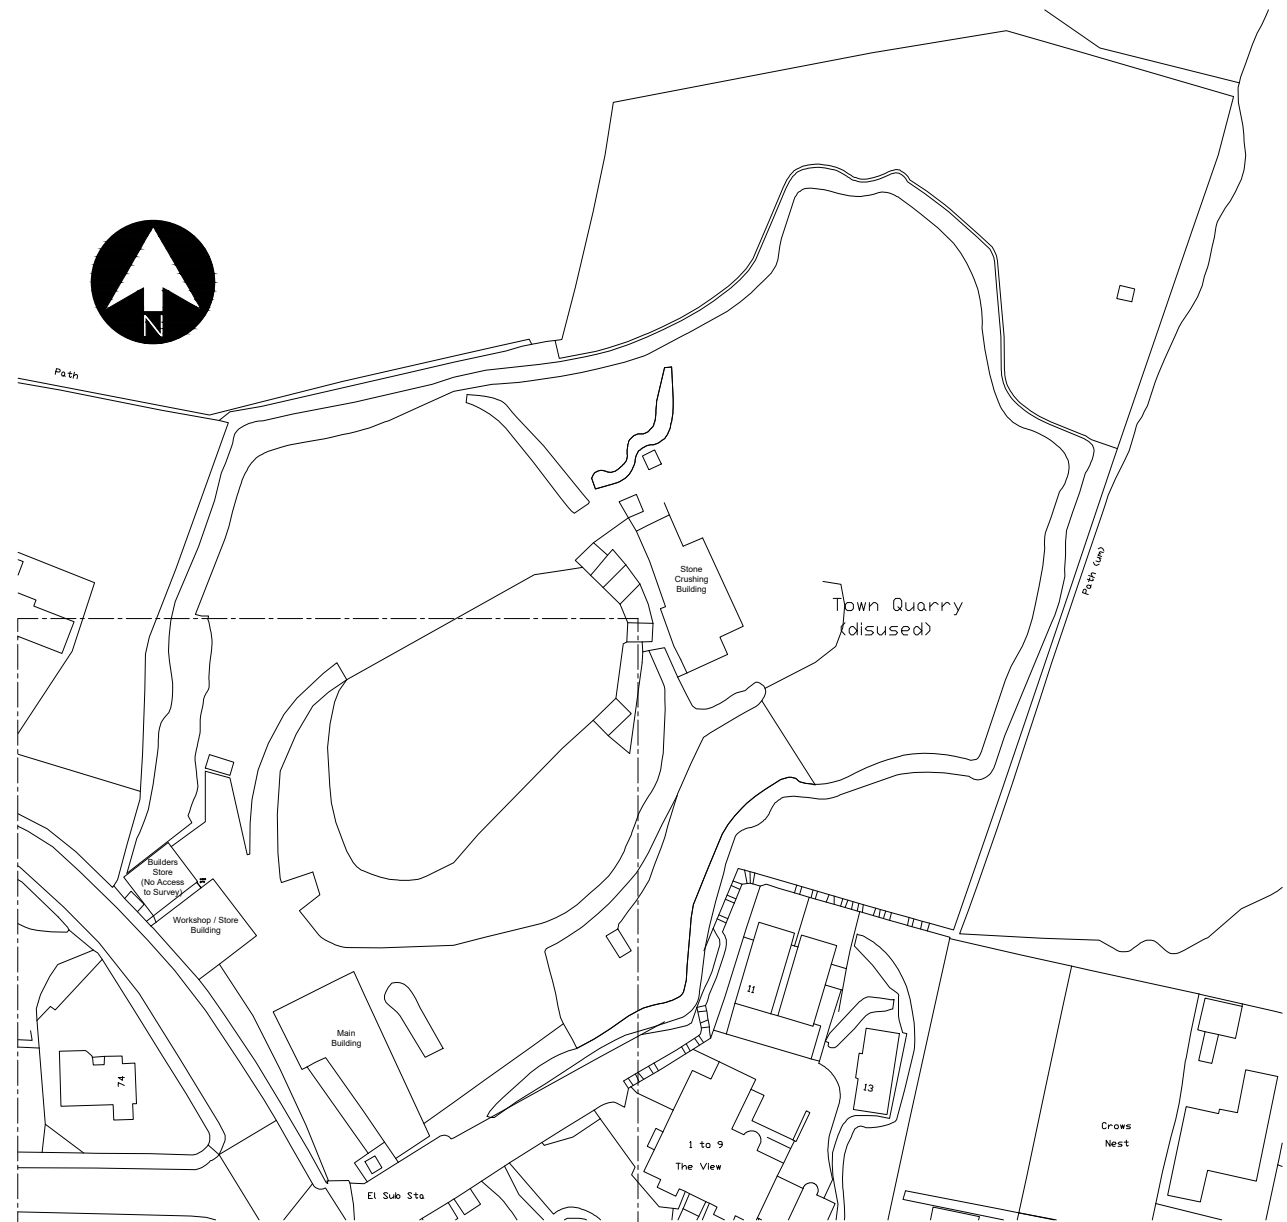 N
Path
Stone
Crushing
Building
Path (um)
Town Quarry
(disused)
Builders
Store
(No Access
to Survey)
Workshop / Store
Building
11
Main
Building
74
13
Crows
Nest
1 to 9
The View
El Sub Sta